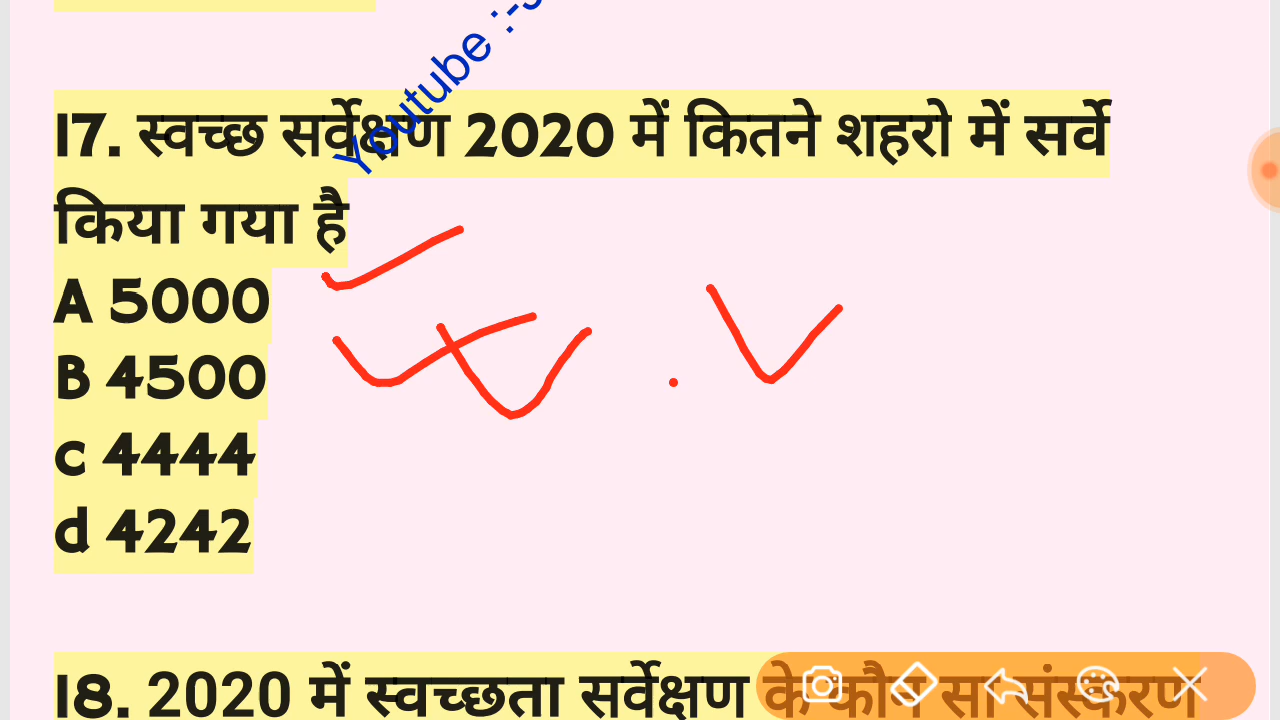 Youtube :-
17. स्वच्छ सर्वेक्षण 2020 में कितने शहरो में सर्वे
किया गया है
A 5000
B 4500
c 4444
d 4242
18. 2020 में स्वच्छता सर्वेक्षण के कौन सा संस्करण